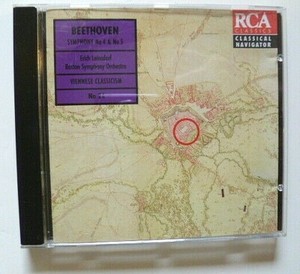 BEETHOVEN
SYMPHONY No 4 & No 5
Erich Leinsdorf
Boston Symphony Orchestra
VIENNESE CLASSICISM
RCA
CLASSICS
CLASSICAL
NAVIGATOR